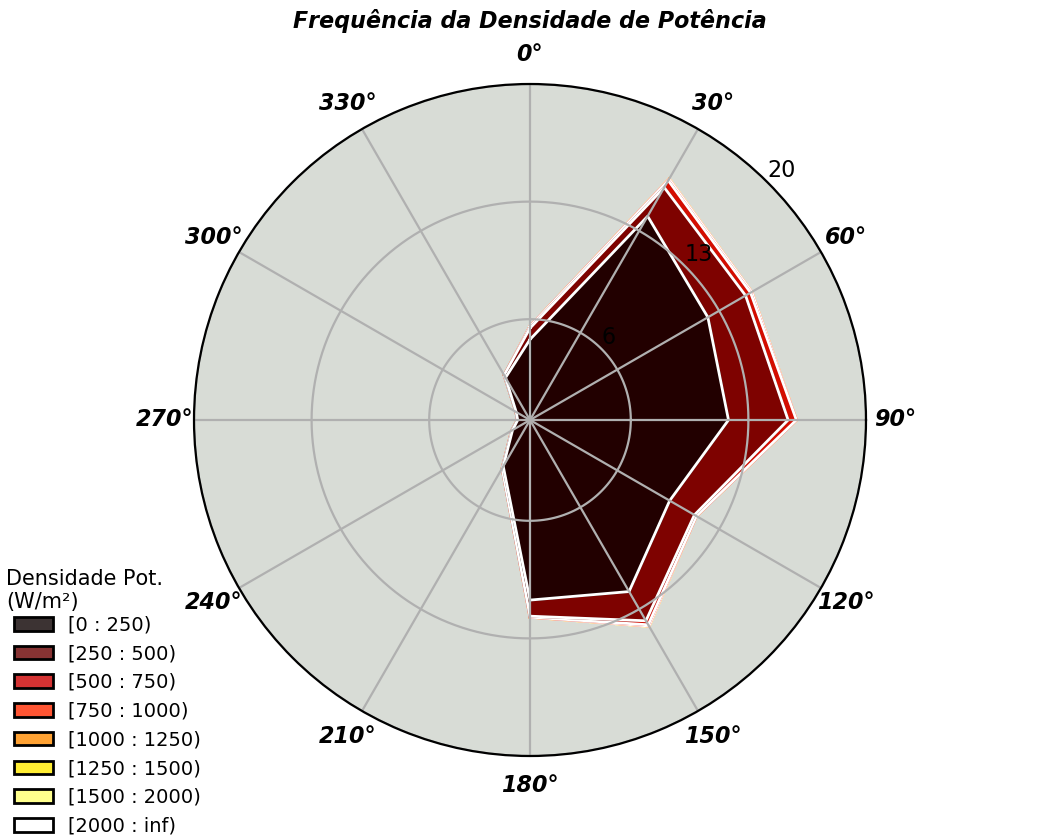 Frequência da Densidade de Potência
0°
330°
30°
20
300°
60°
13
6
270°
90°
240°
120°
210°
150°
180°
Densidade Pot.
(W/m²)
[0 : 250)
[250 : 500)
[500 : 750)
[750 : 1000)
[1000 : 1250)
[1250 : 1500)
[1500 : 2000)
[2000 : inf)